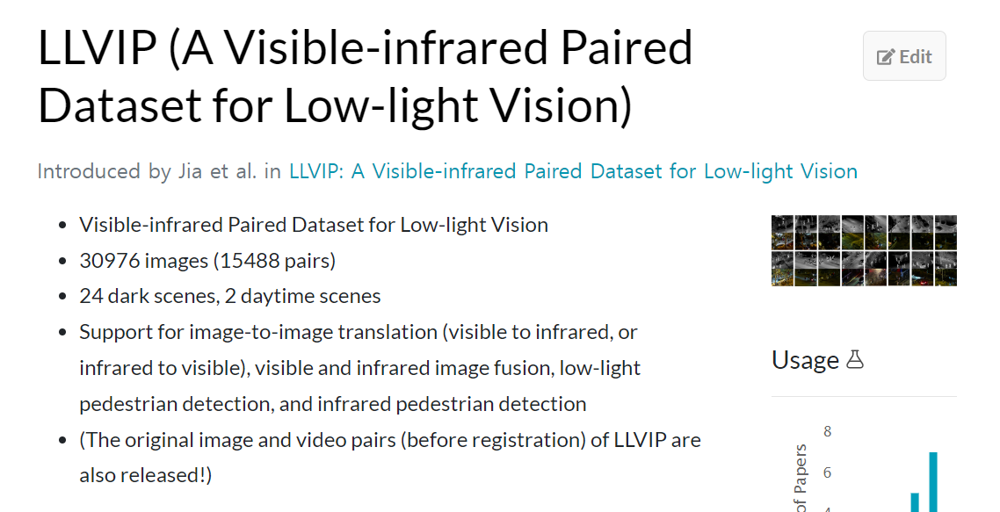 LLVIP (A Visible-infrared Paired
Dataset for Low-light Vision)
Edit
Introduced by Jia et al. in LLVIP: A Visible-infrared Paired Dataset for Low-light Vision
• Visible-infrared Paired Dataset for Low-light Vision
• 30976 images (15488 pairs)
• 24 dark scenes, 2 daytime scenes
• Support for image-to-image translation (visible to infrared, or
infrared to visible), visible and infrared image fusion, low-light
pedestrian detection, and infrared pedestrian detection
• (The original image and video pairs (before registration) of LLVIP are
also released!)
Usage
8
6
4
of Papers